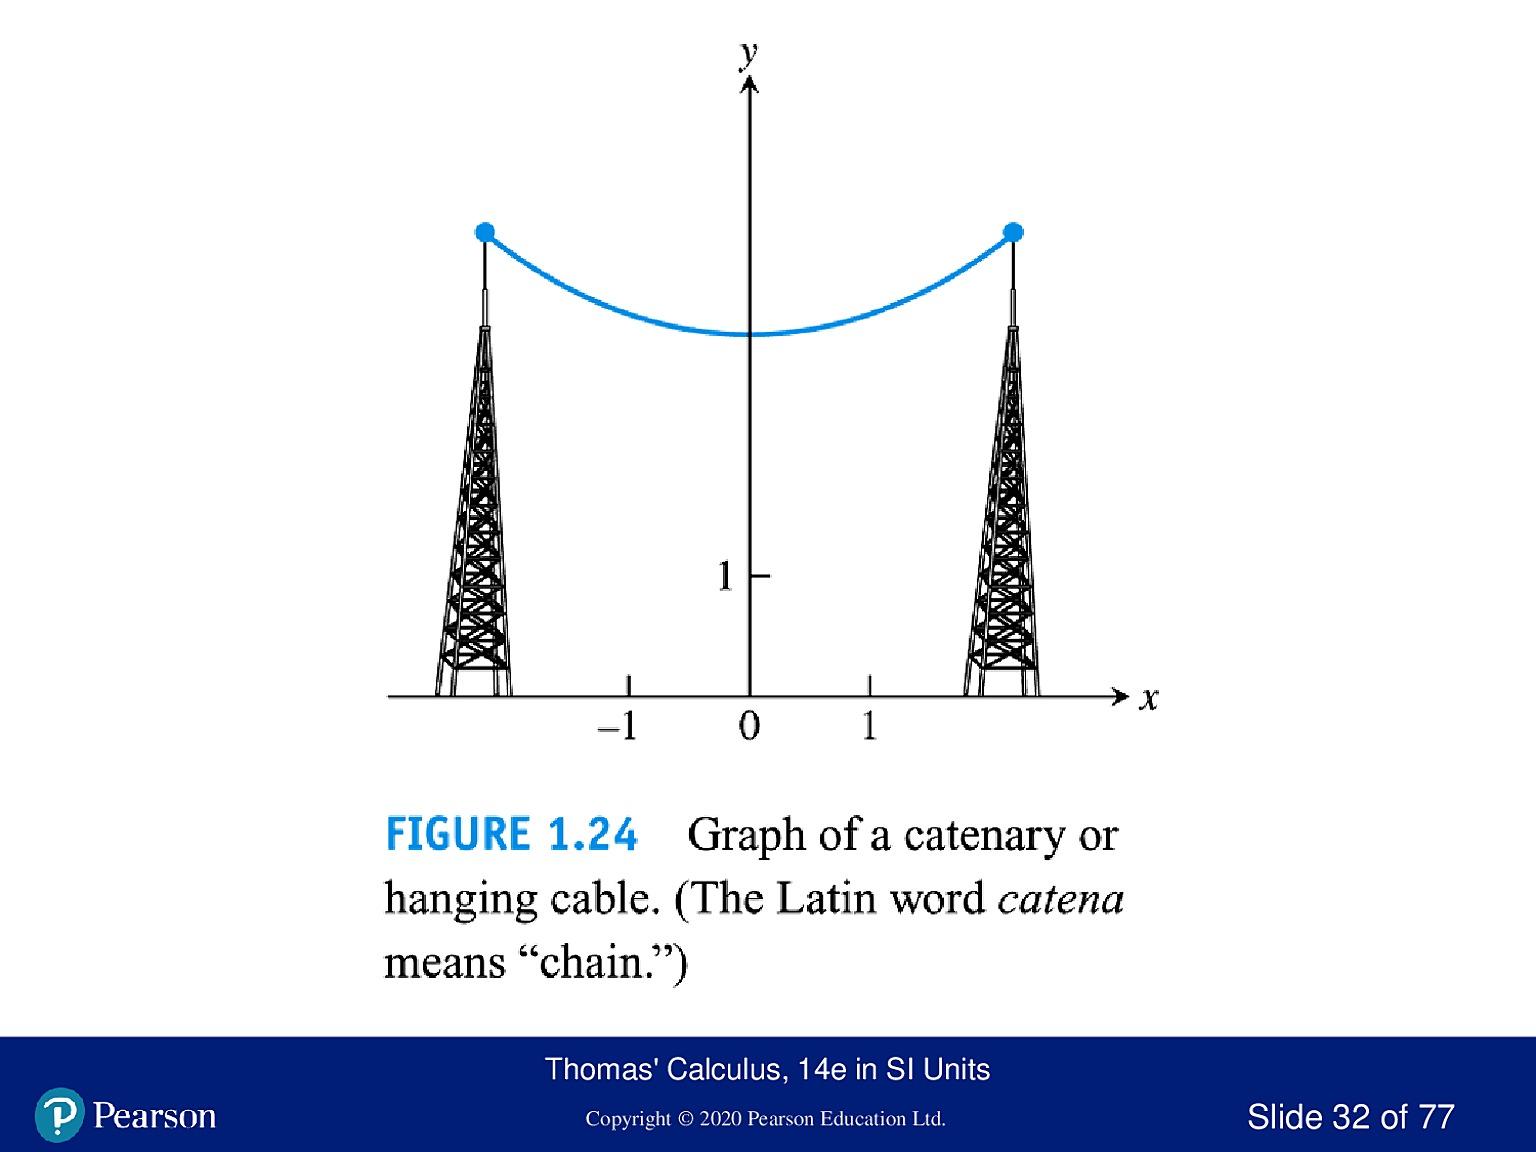 y
1
–1 0 1 x
FIGURE 1.24 Graph of a catenary or
hanging cable. (The Latin word catena
means “chain.”)
Thomas' Calculus, 14e in SI Units
Pearson
Copyright © 2020 Pearson Education Ltd.
Slide 32 of 77